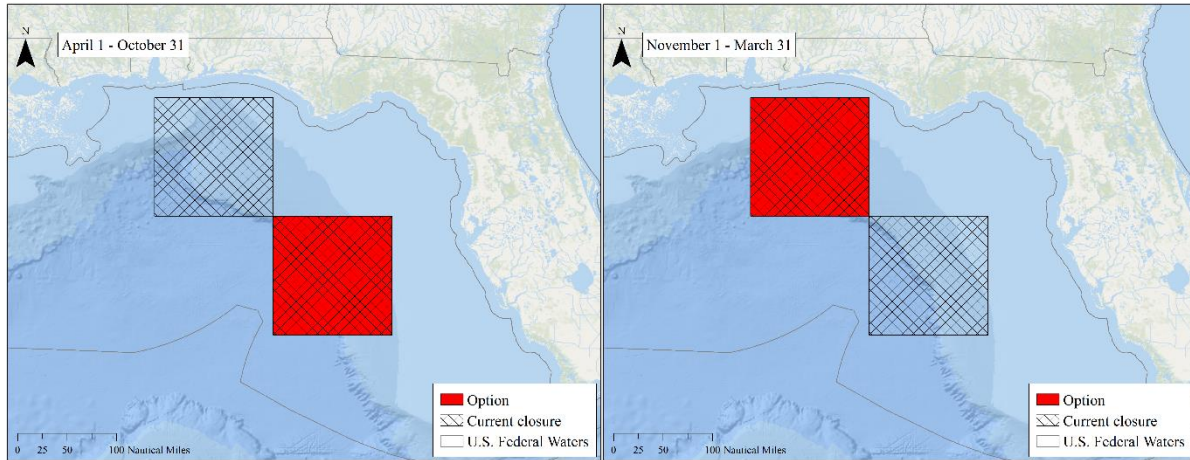 April 1 - October 31
N
Option
Current closure
U.S. Federal Waters
0 25 50 100 Nautical Miles
November 1 - March 31
N
Option
Current closure
U.S. Federal Waters
0 25 50 100 Nautical Miles